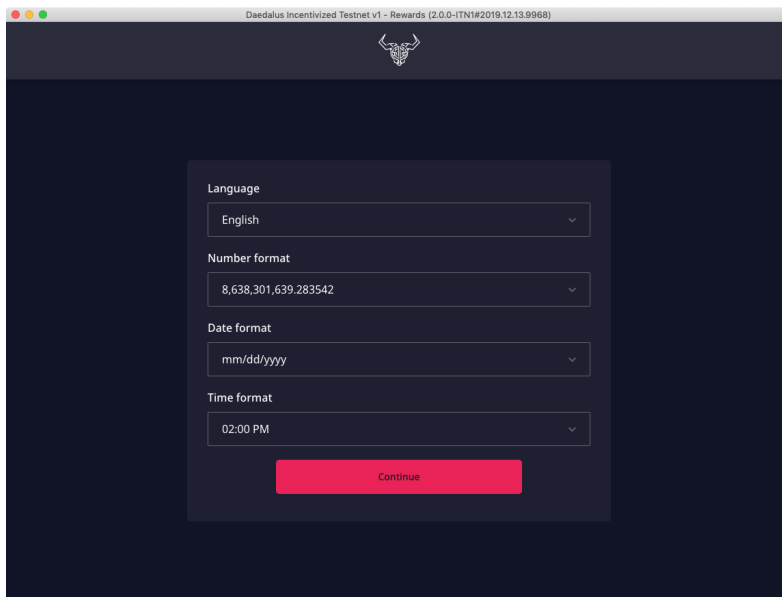 Daedalus Incentivized Testnet v1 - Rewards (2.0.0-ITN1#2019.12.13.9968)
Language
English
Number format
8,638,301,639.283542
Date format
mm/dd/yyyy
Time format
02:00 PM
Continue